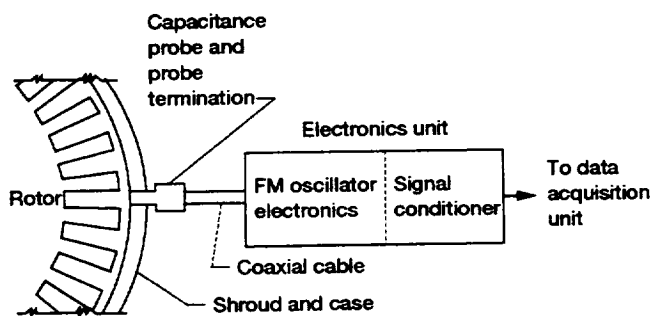 Capacitance
probe and
probe
termination
Electronics unit
Rotor
FM oscillator
electronics
Signal
conditioner
To data
acquisition
unit
Coaxial cable
Shroud and case